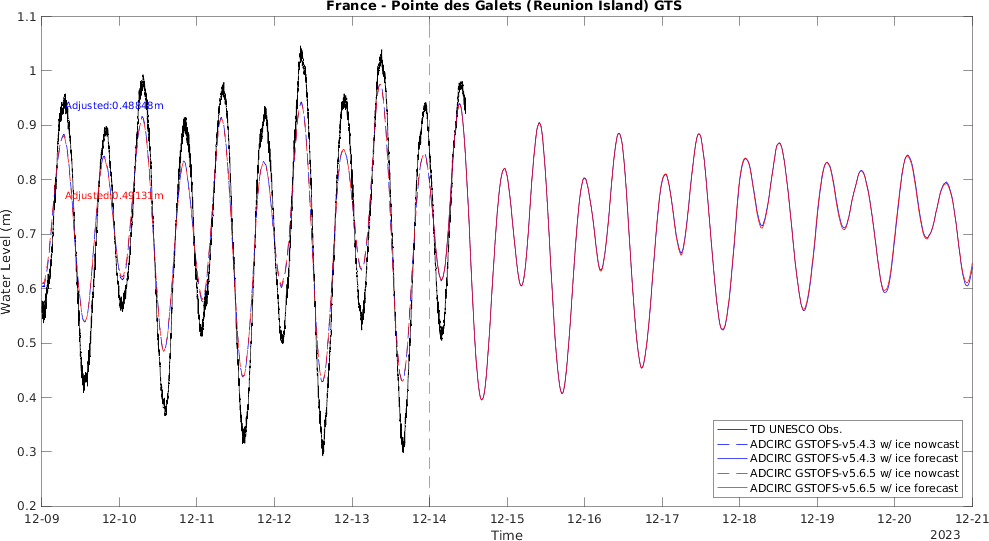 France - Pointe des Galets (Reunion Island) GTS
1.1
1
0.9
0.8
0.7
0.6
0.5
0.4
0.3
0.2
Water Level (m)
Adjusted:0.48848m
Adjusted:0.49131m
TD UNESCO Obs.
ADCIRC GSTOFS-v5.4.3 w/ ice nowcast
ADCIRC GSTOFS-v5.4.3 w/ ice forecast
ADCIRC GSTOFS-v5.6.5 w/ ice nowcast
ADCIRC GSTOFS-v5.6.5 w/ ice forecast
12-09 12-10 12-11 12-12 12-13 12-14 12-15 12-16 12-17 12-18 12-19 12-20 12-21
Time
2023